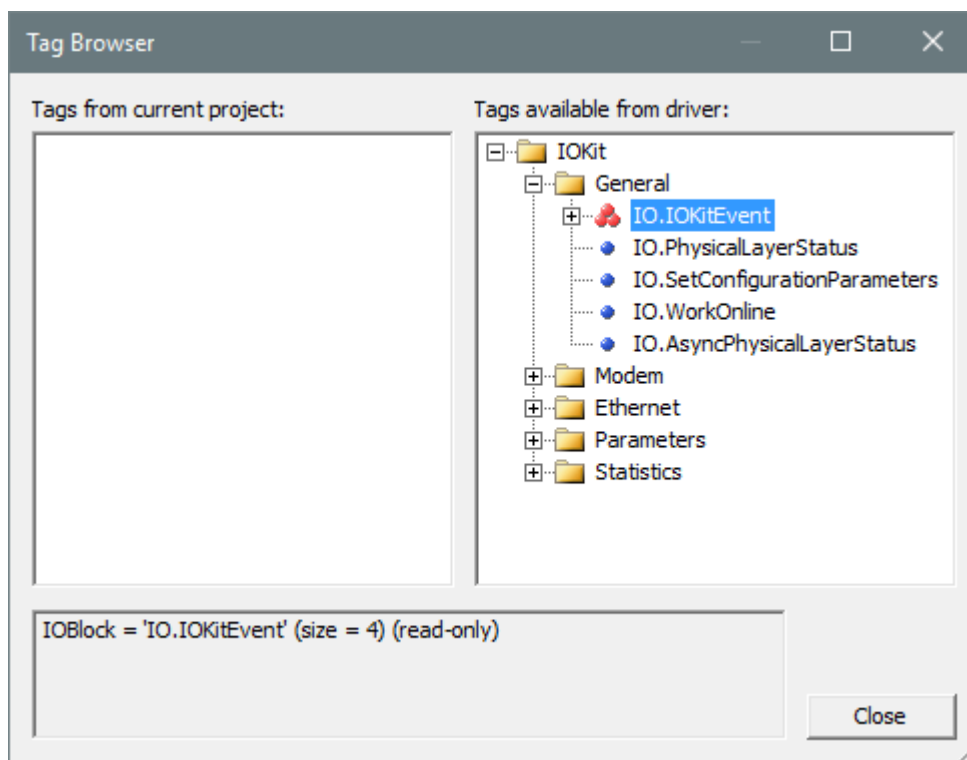 Tag Browser
Tags from current project:
Tags available from driver:
IOKit
General
IO.IOKitEvent
IO.PhysicalLayerStatus
IO.SetConfigurationParameters
IO.WorkOnline
IO.AsyncPhysicalLayerStatus
Modem
Ethernet
Parameters
Statistics
IOBlock = 'IO.IOKitEvent' (size = 4) (read-only)
Close